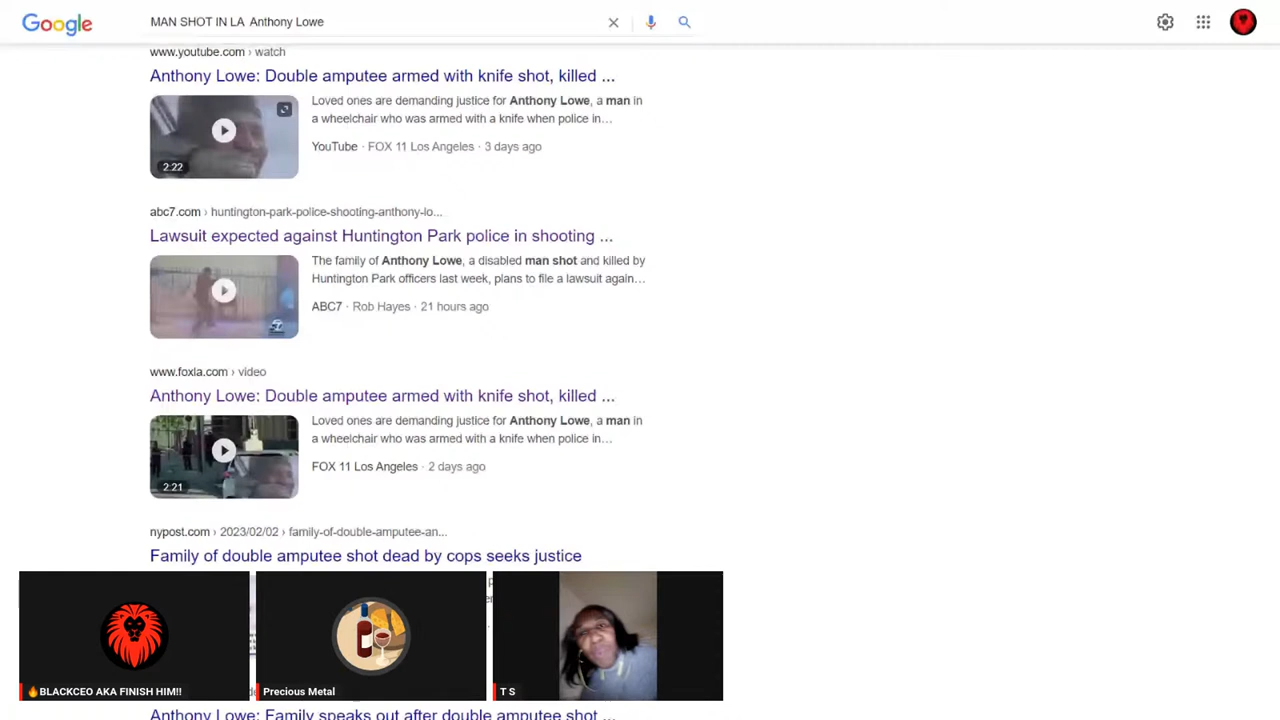 Google
MAN SHOT IN LA Anthony Lowe
www.youtube.com › watch
Anthony Lowe: Double amputee armed with knife shot, killed ...
Loved ones are demanding justice for Anthony Lowe, a man in
a wheelchair who was armed with a knife when police in...
2:22
YouTube · FOX 11 Los Angeles · 3 days ago
abc7.com › huntington-park-police-shooting-anthony-lo...
Lawsuit expected against Huntington Park police in shooting ...
The family of Anthony Lowe, a disabled man shot and killed by
Huntington Park officers last week, plans to file a lawsuit again...
ABC7 · Rob Hayes · 21 hours ago
www.foxla.com › video
Anthony Lowe: Double amputee armed with knife shot, killed ...
Loved ones are demanding justice for Anthony Lowe, a man in
a wheelchair who was armed with a knife when police in...
2:21
FOX 11 Los Angeles · 2 days ago
nypost.com › 2023/02/02 › family-of-double-amputee-an...
Family of double amputee shot dead by cops seeks justice
🔥BLACKCEO AKA FINISH HIM!!
Precious Metal
T S
Anthony Lowe: Family speaks out after double amputee shot ...